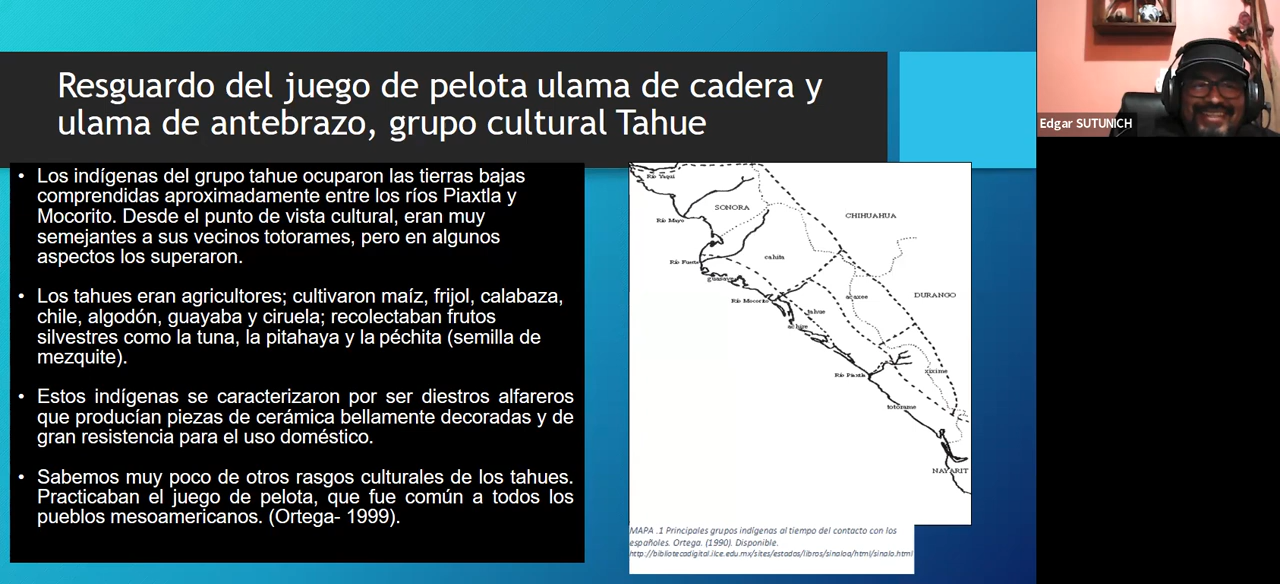 Resguardo del juego de pelota ulama de cadera y
ulama de antebrazo, grupo cultural Tahue
• Los indígenas del grupo tahue ocuparon las tierras bajas
comprendidas aproximadamente entre los ríos Piaxtla y
Mocorito. Desde el punto de vista cultural, eran muy
semejantes a sus vecinos totorames, pero en algunos
aspectos los superaron.
• Los tahues eran agricultores; cultivaron maíz, frijol, calabaza,
chile, algodón, guayaba y ciruela; recolectaban frutos
silvestres como la tuna, la pitahaya y la péchita (semilla de
mezquite).
• Estos indígenas se caracterizaron por ser diestros alfareros
que producían piezas de cerámica bellamente decoradas y de
gran resistencia para el uso doméstico.
• Sabemos muy poco de otros rasgos culturales de los tahues.
Practicaban el juego de pelota, que fue común a todos los
pueblos mesoamericanos. (Ortega- 1999).
Río Yaqui
SONORA
CHIHUAHUA
Río Mayo
cahita
Río Fuerte
guasave
DURANGO
acaxee
Río Mocorito
tahue
achire
xixime
Río Piaxtla
totorame
NAYARIT
MAPA .1 Principales grupos indígenas al tiempo del contacto con los
españoles. Ortega. (1990). Disponible.
http://bibliotecadigital.ilce.edu.mx/sites/estados/libros/sinaloa/html/sinalo.html
Edgar SUTUNICH